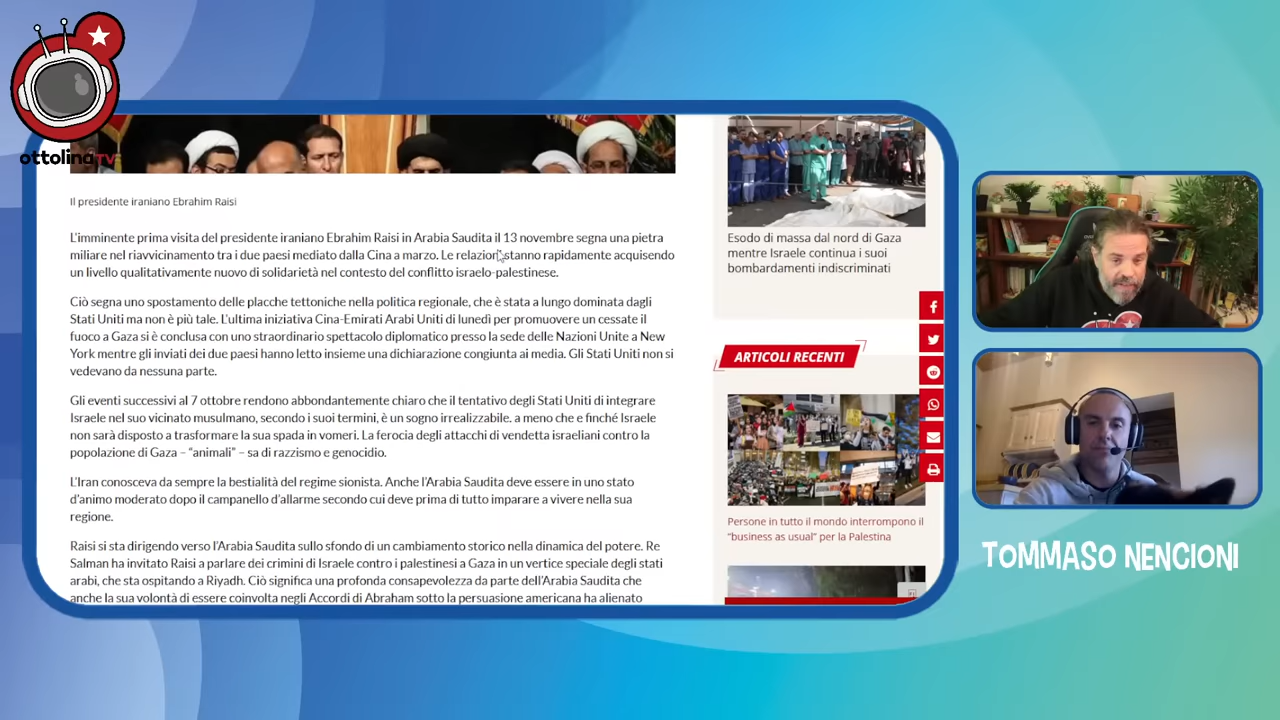 ottolinaTV
Il presidente iraniano Ebrahim Raisi
L'imminente prima visita del presidente iraniano Ebrahim Raisi in Arabia Saudita il 13 novembre segna una pietra
miliare nel riavvicinamento tra i due paesi mediato dalla Cina a marzo. Le relazioni stanno rapidamente acquisendo
un livello qualitativamente nuovo di solidarietà nel contesto del conflitto israelo-palestinese.
Ciò segna uno spostamento delle placche tettoniche nella politica regionale, che è stata a lungo dominata dagli
Stati Uniti ma non è più tale. L'ultima iniziativa Cina-Emirati Arabi Uniti di lunedì per promuovere un cessate il
fuoco a Gaza si è conclusa con uno straordinario spettacolo diplomatico presso la sede delle Nazioni Unite a New
York mentre gli inviati dei due paesi hanno letto insieme una dichiarazione congiunta ai media. Gli Stati Uniti non si
vedevano da nessuna parte.
Gli eventi successivi al 7 ottobre rendono abbondantemente chiaro che il tentativo degli Stati Uniti di integrare
Israele nel suo vicinato musulmano, secondo i suoi termini, è un sogno irrealizzabile. a meno che e finché Israele
non sarà disposto a trasformare la sua spada in vomeri. La ferocia degli attacchi di vendetta israeliani contro la
popolazione di Gaza – “animali” – sa di razzismo e genocidio.
L'Iran conosceva da sempre la bestialità del regime sionista. Anche l'Arabia Saudita deve essere in uno stato
d'animo moderato dopo il campanello d'allarme secondo cui deve prima di tutto imparare a vivere nella sua
regione.
Raisi si sta dirigendo verso l'Arabia Saudita sullo sfondo di un cambiamento storico nella dinamica del potere. Re
Salman ha invitato Raisi a parlare dei crimini di Israele contro i palestinesi a Gaza in un vertice speciale degli stati
arabi, che sta ospitando a Riyadh. Ciò significa una profonda consapevolezza da parte dell'Arabia Saudita che
anche la sua volontà di essere coinvolta negli Accordi di Abraham sotto la persuasione americana ha alienato
Esodo di massa dal nord di Gaza
mentre Israele continua i suoi
bombardamenti indiscriminati
ARTICOLI RECENTI
Persone in tutto il mondo interrompono il
“business as usual” per la Palestina
TOMMASO NENCIONI